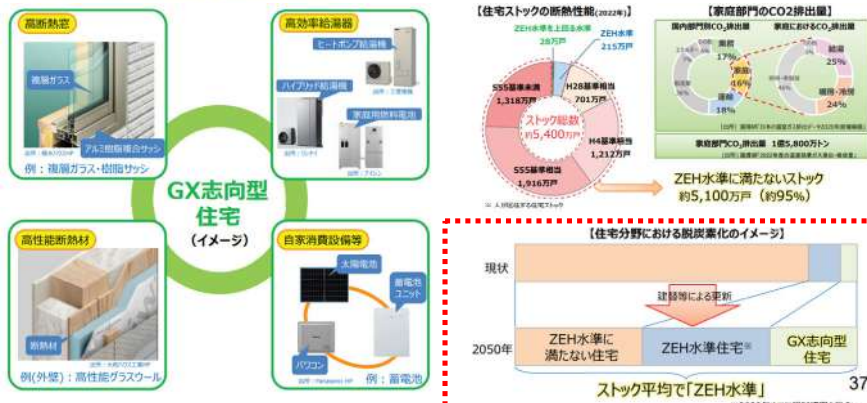 高断熱窓
複層ガラス
アルミ樹脂複合サッシ
例：複層ガラス・樹脂サッシ
高効率給湯器
ヒートポンプ給湯機
ハイブリッド給湯機
家庭用燃料電池
GX志向型
住宅
(イメージ)
高性能断熱材
断熱材
例(外壁)：高性能グラスウール
自家消費設備等
太陽電池
蓄電池
ユニット
パワコン
例：蓄電池
【住宅ストックの断熱性能(2022年)】
ZEH水準を上回る水準
28万戸
ZEH水準
215万戸
S55基準未満
1,318万戸
H28基準相当
701万戸
ストック総数
約5,400万戸
H4基準相当
1,212万戸
S55基準相当
1,916万戸
【家庭部門のCO2排出量】
国内部門別CO₂排出量
家庭におけるCO₂排出量
業務
17%
家庭
16%
運輸
18%
給湯
25%
暖房・冷房
24%
家庭部門CO₂排出量 1億5,800万トン
ZEH水準に満たないストック
約5,100万戸（約95%）
【住宅分野における脱炭素化のイメージ】
現状
建替等による更新
2050年
ZEH水準に
満たない住宅
ZEH水準住宅※
GX志向型
住宅
ストック平均で「ZEH水準」
37